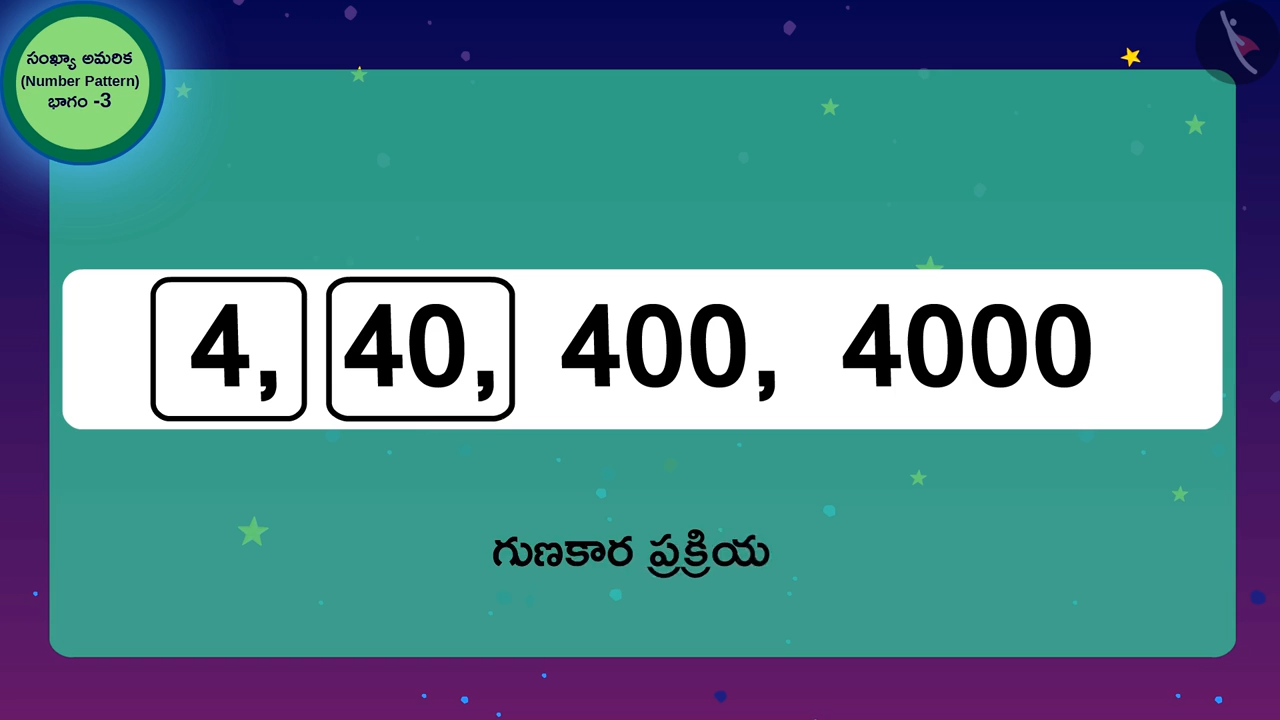 సంఖ్యా అమరిక
(Number Pattern)
భాగం -3
4, 40, 400, 4000
గుణకార ప్రక్రియ